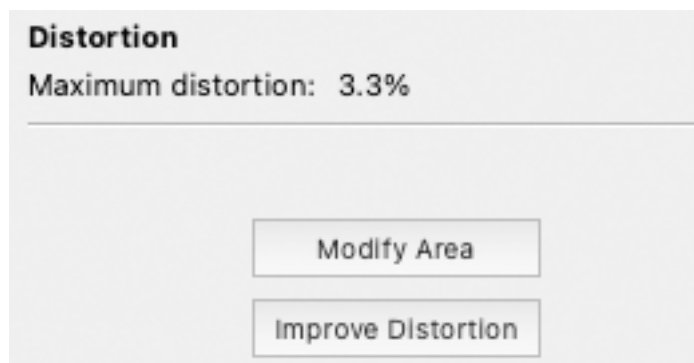 Distortion
Maximum distortion: 3.3%
Modify Area
Improve Distortion